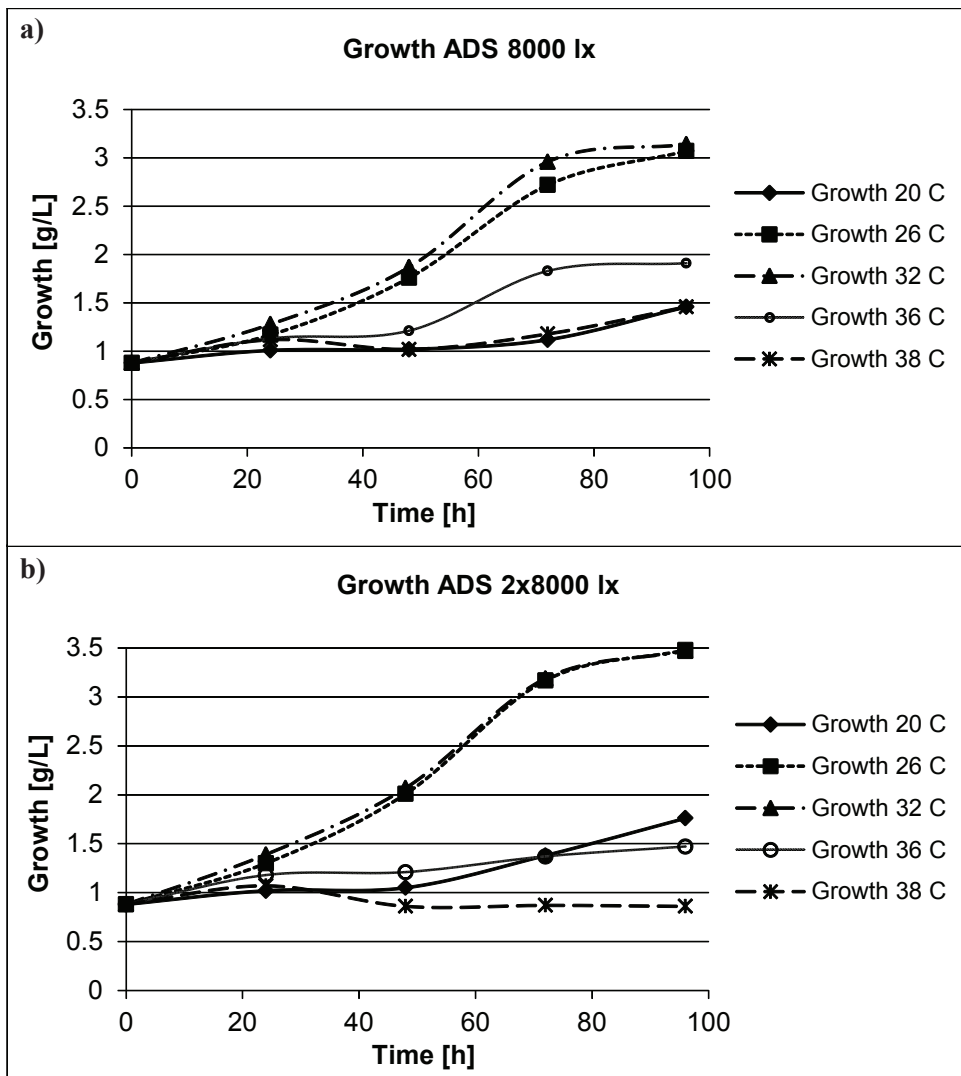 a)
Growth ADS 8000 lx
3.5
3
2.5
2
1.5
1
0.5
0
Growth [g/L]
0 20 40 60 80 100
Time [h]
Growth 20 C
Growth 26 C
Growth 32 C
Growth 36 C
Growth 38 C
b)
Growth ADS 2x8000 lx
3.5
3
2.5
2
1.5
1
0.5
0
Growth [g/L]
0 20 40 60 80 100
Time [h]
Growth 20 C
Growth 26 C
Growth 32 C
Growth 36 C
Growth 38 C